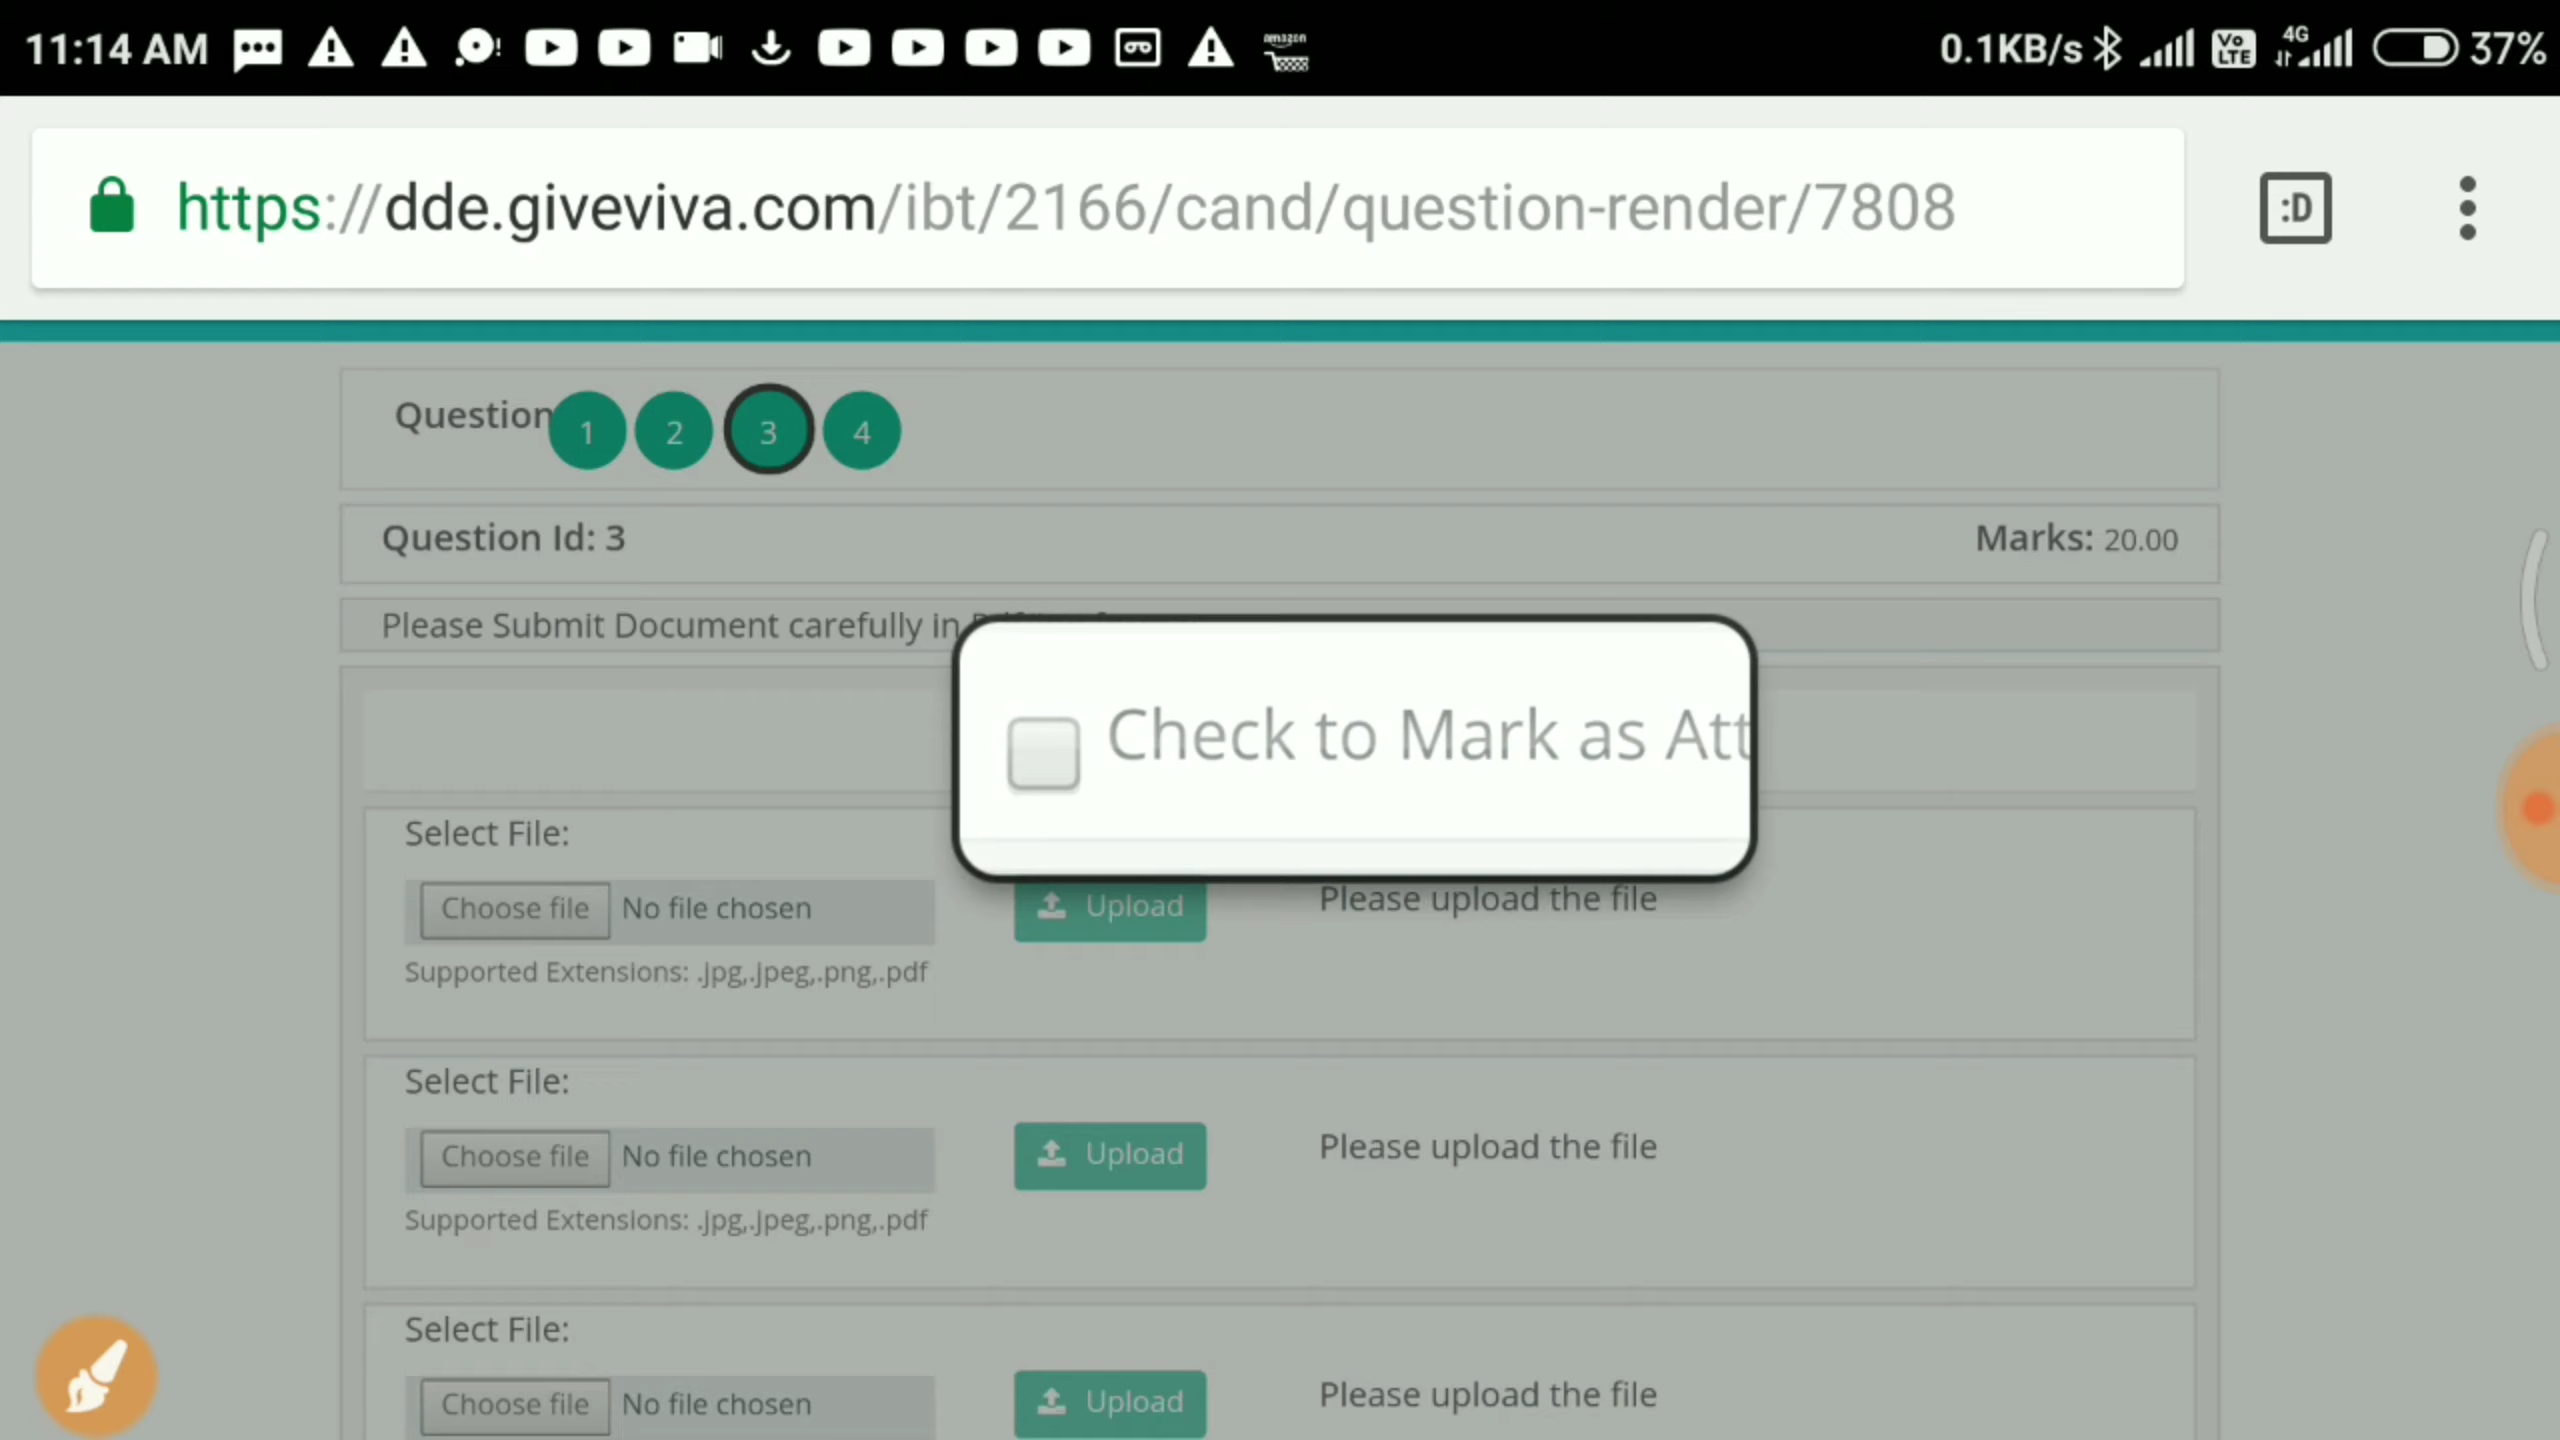 11:14 AM
amazon
0.1KB/s
Vo LTE
4G
37%
https://dde.giveviva.com/ibt/2166/cand/question-render/7808
:D
Question 1 2 3 4
Question Id: 3
Marks: 20.00
Please Submit Document carefully in
Check to Mark as Att
Select File:
Choose file No file chosen
Upload
Please upload the file
Supported Extensions: .jpg,.jpeg,.png,.pdf
Select File:
Choose file No file chosen
Upload
Please upload the file
Supported Extensions: .jpg,.jpeg,.png,.pdf
Select File:
Choose file No file chosen
Upload
Please upload the file